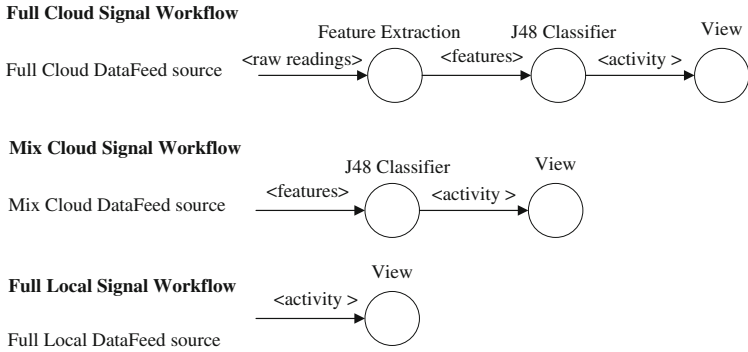 Full Cloud Signal Workflow
Feature Extraction J48 Classifier View
Full Cloud DataFeed source <raw readings> <features> <activity >
Mix Cloud Signal Workflow
J48 Classifier View
<features> <activity >
Mix Cloud DataFeed source
View
Full Local Signal Workflow
<activity >
Full Local DataFeed source